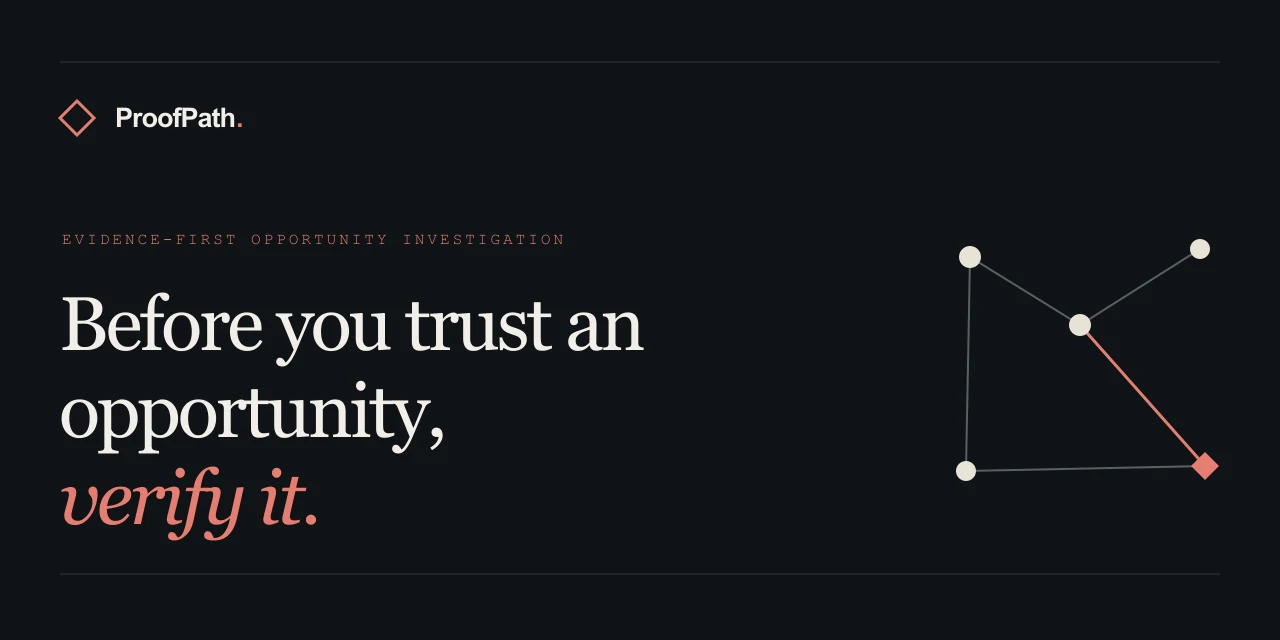 ProofPath.
EVIDENCE-FIRST OPPORTUNITY INVESTIGATION
Before you trust an
opportunity,
verify it.